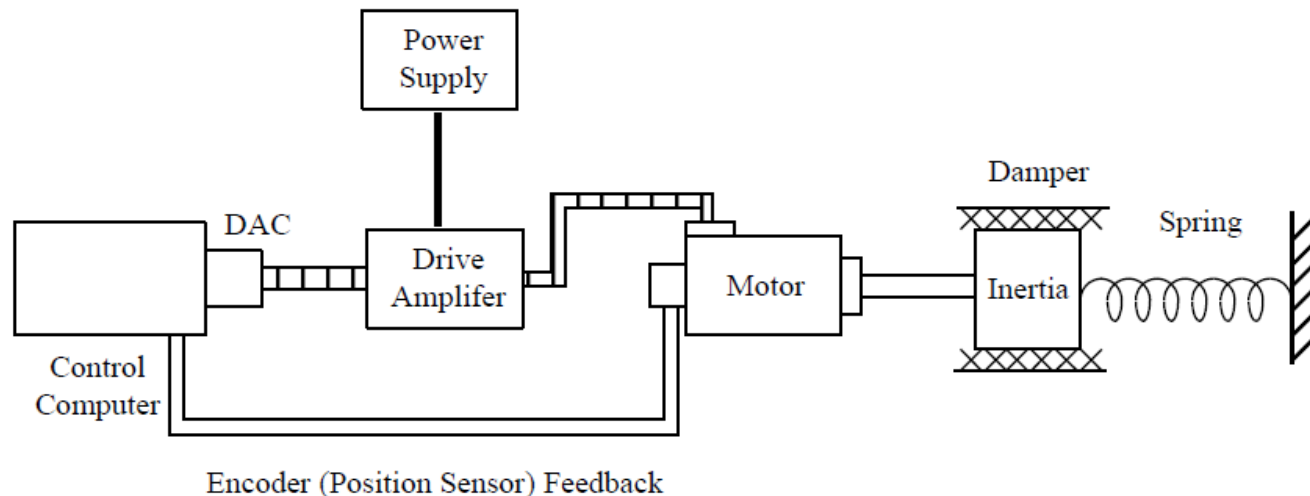 Power
Supply
Damper
DAC
Spring
Drive
Amplifer
Motor
Inertia
Control
Computer
Encoder (Position Sensor) Feedback